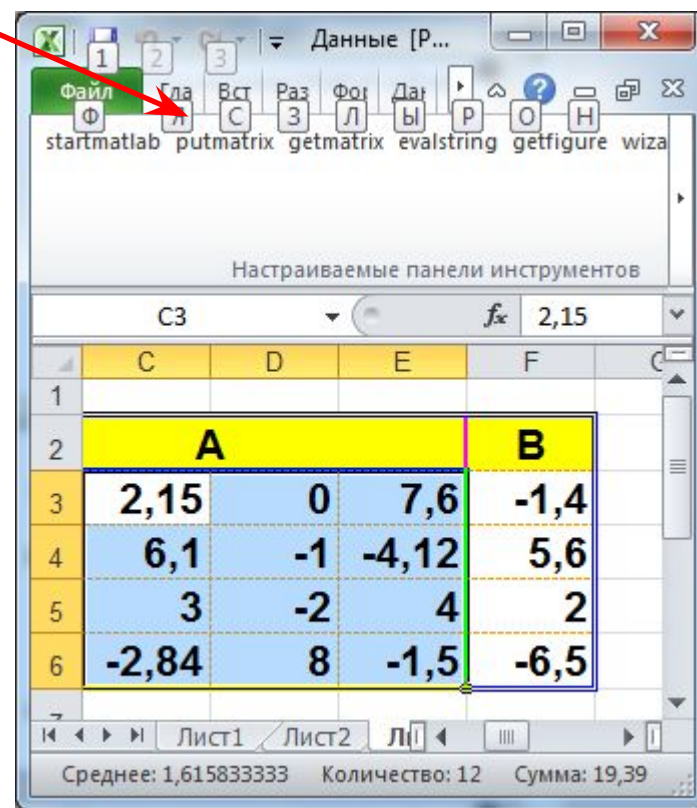 Данные [P...
1 2 3
Файл Гла Вст Раз Фог Даг
Ф Я С З Л Ы Р О Н
startmatlab putmatrix getmatrix evalstring getfigure wiza
Настраиваемые панели инструментов
C3 fx 2,15
C D E F
1
2 A B
3 2,15 0 7,6 -1,4
4 6,1 -1 -4,12 5,6
5 3 -2 4 2
6 -2,84 8 -1,5 -6,5
Лист1 Лист2
Среднее: 1,615833333 Количество: 12 Сумма: 19,39